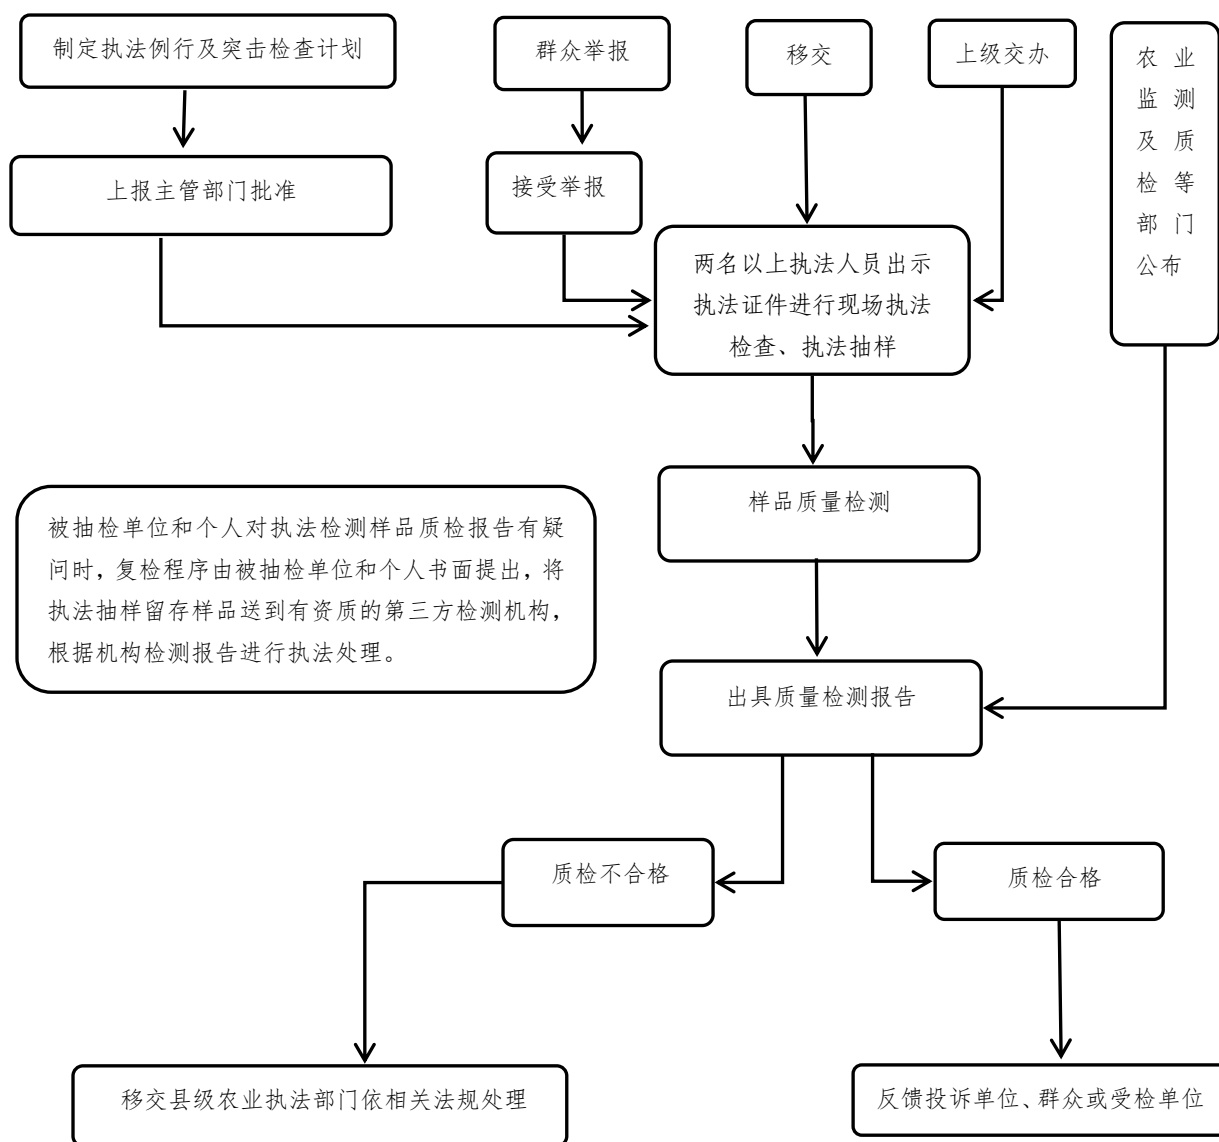 制定执法例行及突击检查计划
群众举报
移交
上级交办
农业
监测
及质
检等
部门
公布
上报主管部门批准
接受举报
两名以上执法人员出示
执法证件进行现场执法
检查、执法抽样
样品质量检测
被抽检单位和个人对执法检测样品质检报告有疑
问时，复检程序由被抽检单位和个人书面提出，将
执法抽样留存样品送到有资质的第三方检测机构，
根据机构检测报告进行执法处理。
出具质量检测报告
质检不合格
质检合格
移交县级农业执法部门依相关法规处理
反馈投诉单位、群众或受检单位